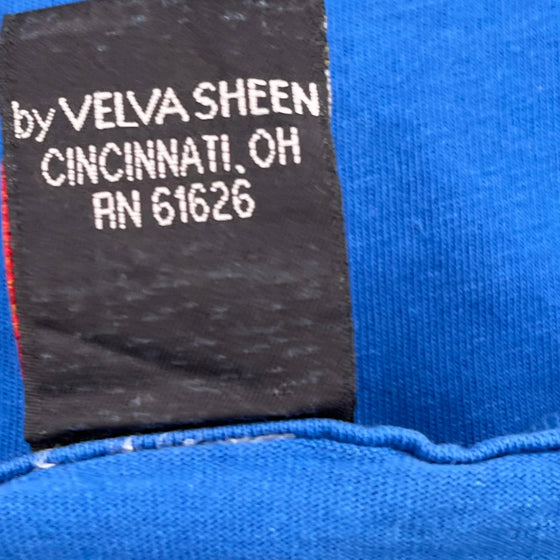 by VELVA SHEEN
CINCINNATI, OH
RN 61626